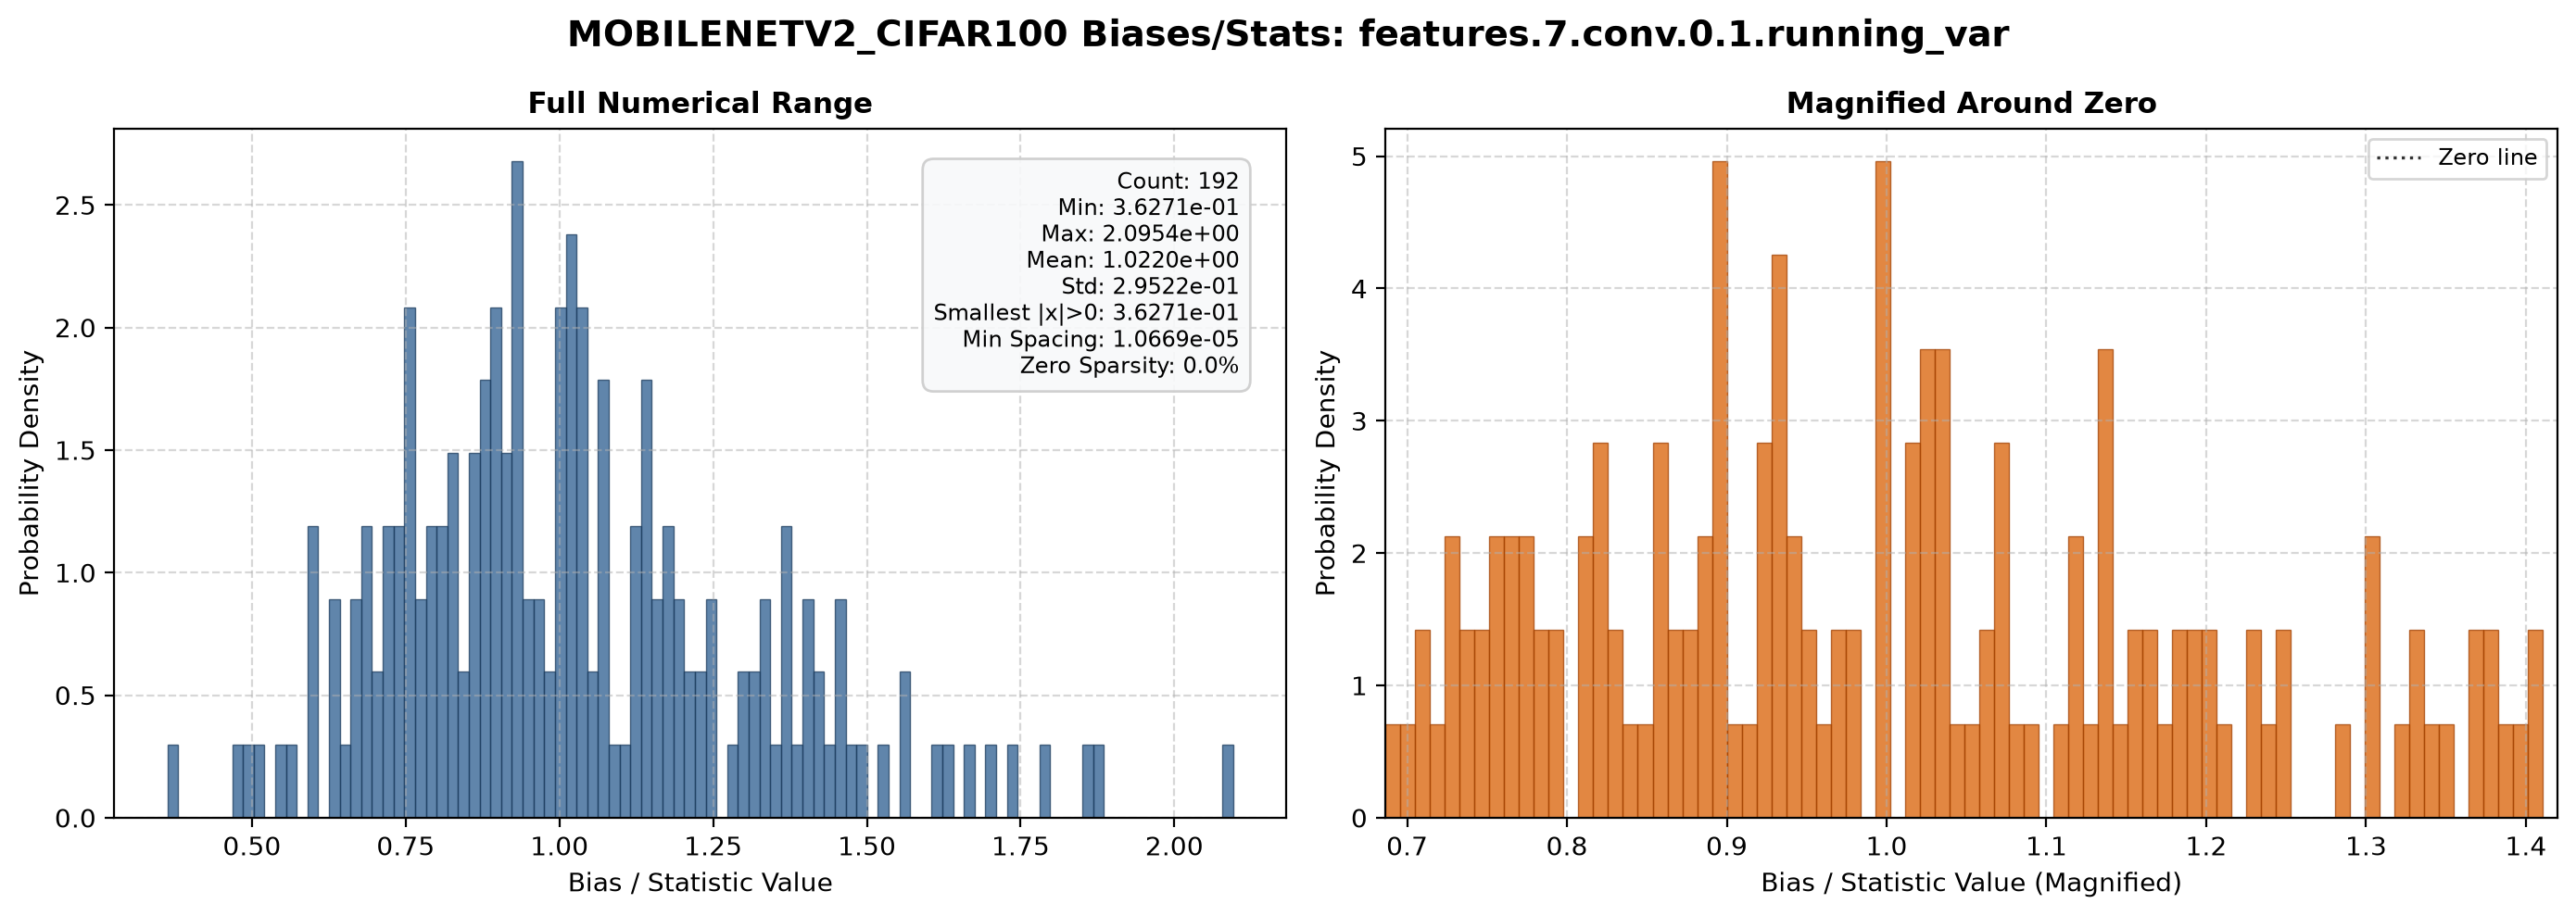 MOBILENETV2_CIFAR100 Biases/Stats: features.7.conv.0.1.running_var
Full Numerical Range
Probability Density
2.5
2.0
1.5
1.0
0.5
0.0
Count: 192
Min: 3.6271e-01
Max: 2.0954e+00
Mean: 1.0220e+00
Std: 2.9522e-01
Smallest |x|>0: 3.6271e-01
Min Spacing: 1.0669e-05
Zero Sparsity: 0.0%
0.50 0.75 1.00 1.25 1.50 1.75 2.00
Bias / Statistic Value
Magnified Around Zero
Probability Density
5
4
3
2
1
0
Zero line
0.7 0.8 0.9 1.0 1.1 1.2 1.3 1.4
Bias / Statistic Value (Magnified)